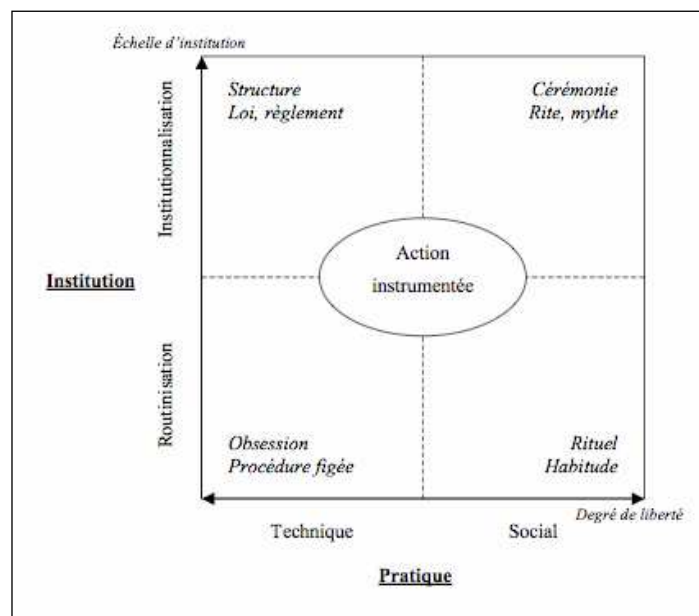 Échelle d'institution
Structure
Loi, règlement
Cérémonie
Rite, mythe
Institutionnalisation
Action
instrumentée
Institution
Routinisation
Obsession
Procédure figée
Rituel
Habitude
Degré de liberté
Technique
Social
Pratique